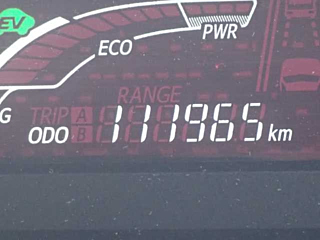 EV
ECO
PWR
G
RANGE
TRIP A
ODO B 111965 km